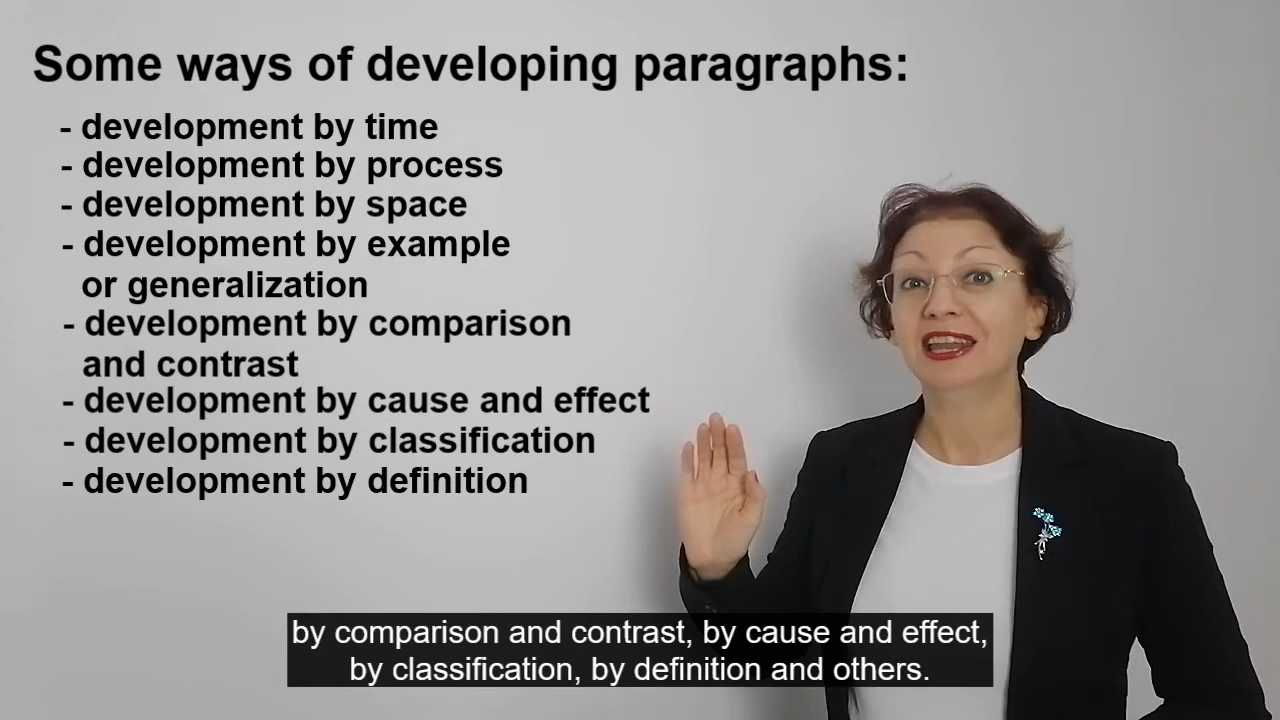 Some ways of developing paragraphs:
- development by time
- development by process
- development by space
- development by example
or generalization
- development by comparison
and contrast
- development by cause and effect
- development by classification
- development by definition
by comparison and contrast, by cause and effect,
by classification, by definition and others.